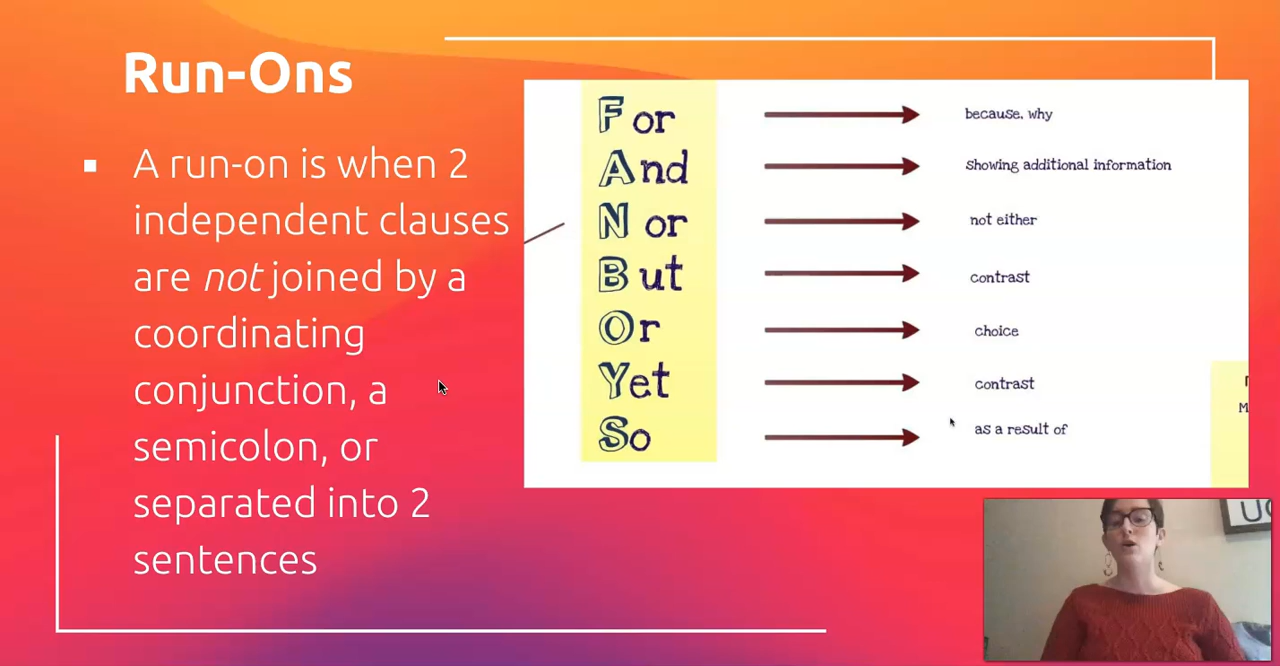 Run-Ons
A run-on is when 2
independent clauses
are not joined by a
coordinating
conjunction, a
semicolon, or
separated into 2
sentences
For
because, why
And
showing additional information
Nor
not either
But
contrast
Or
choice
Yet
contrast
So
as a result of